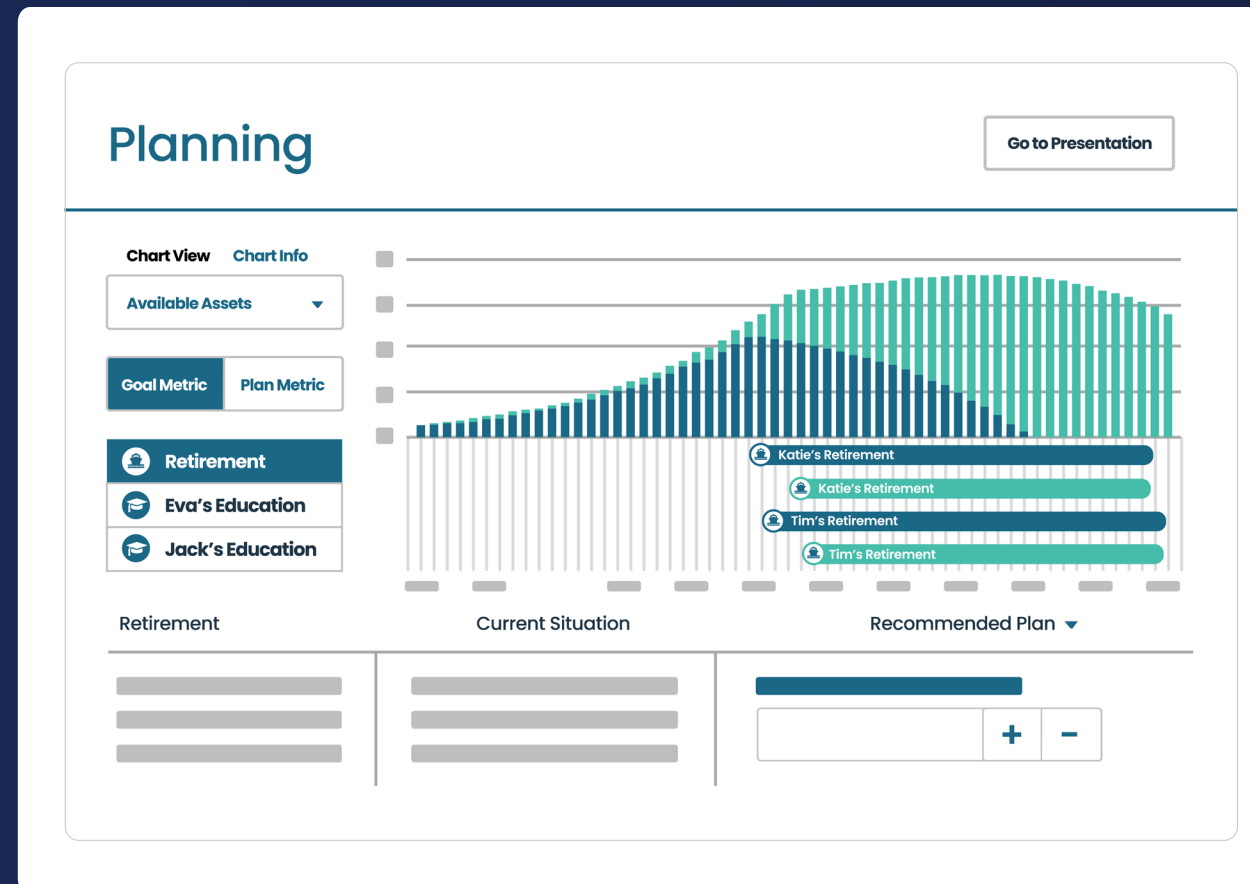 Planning
Go to Presentation
Chart View Chart Info
Available Assets
Goal Metric Plan Metric
Retirement
Eva's Education
Jack's Education
Katie's Retirement
Katie's Retirement
Tim's Retirement
Tim's Retirement
Retirement Current Situation Recommended Plan
+ −